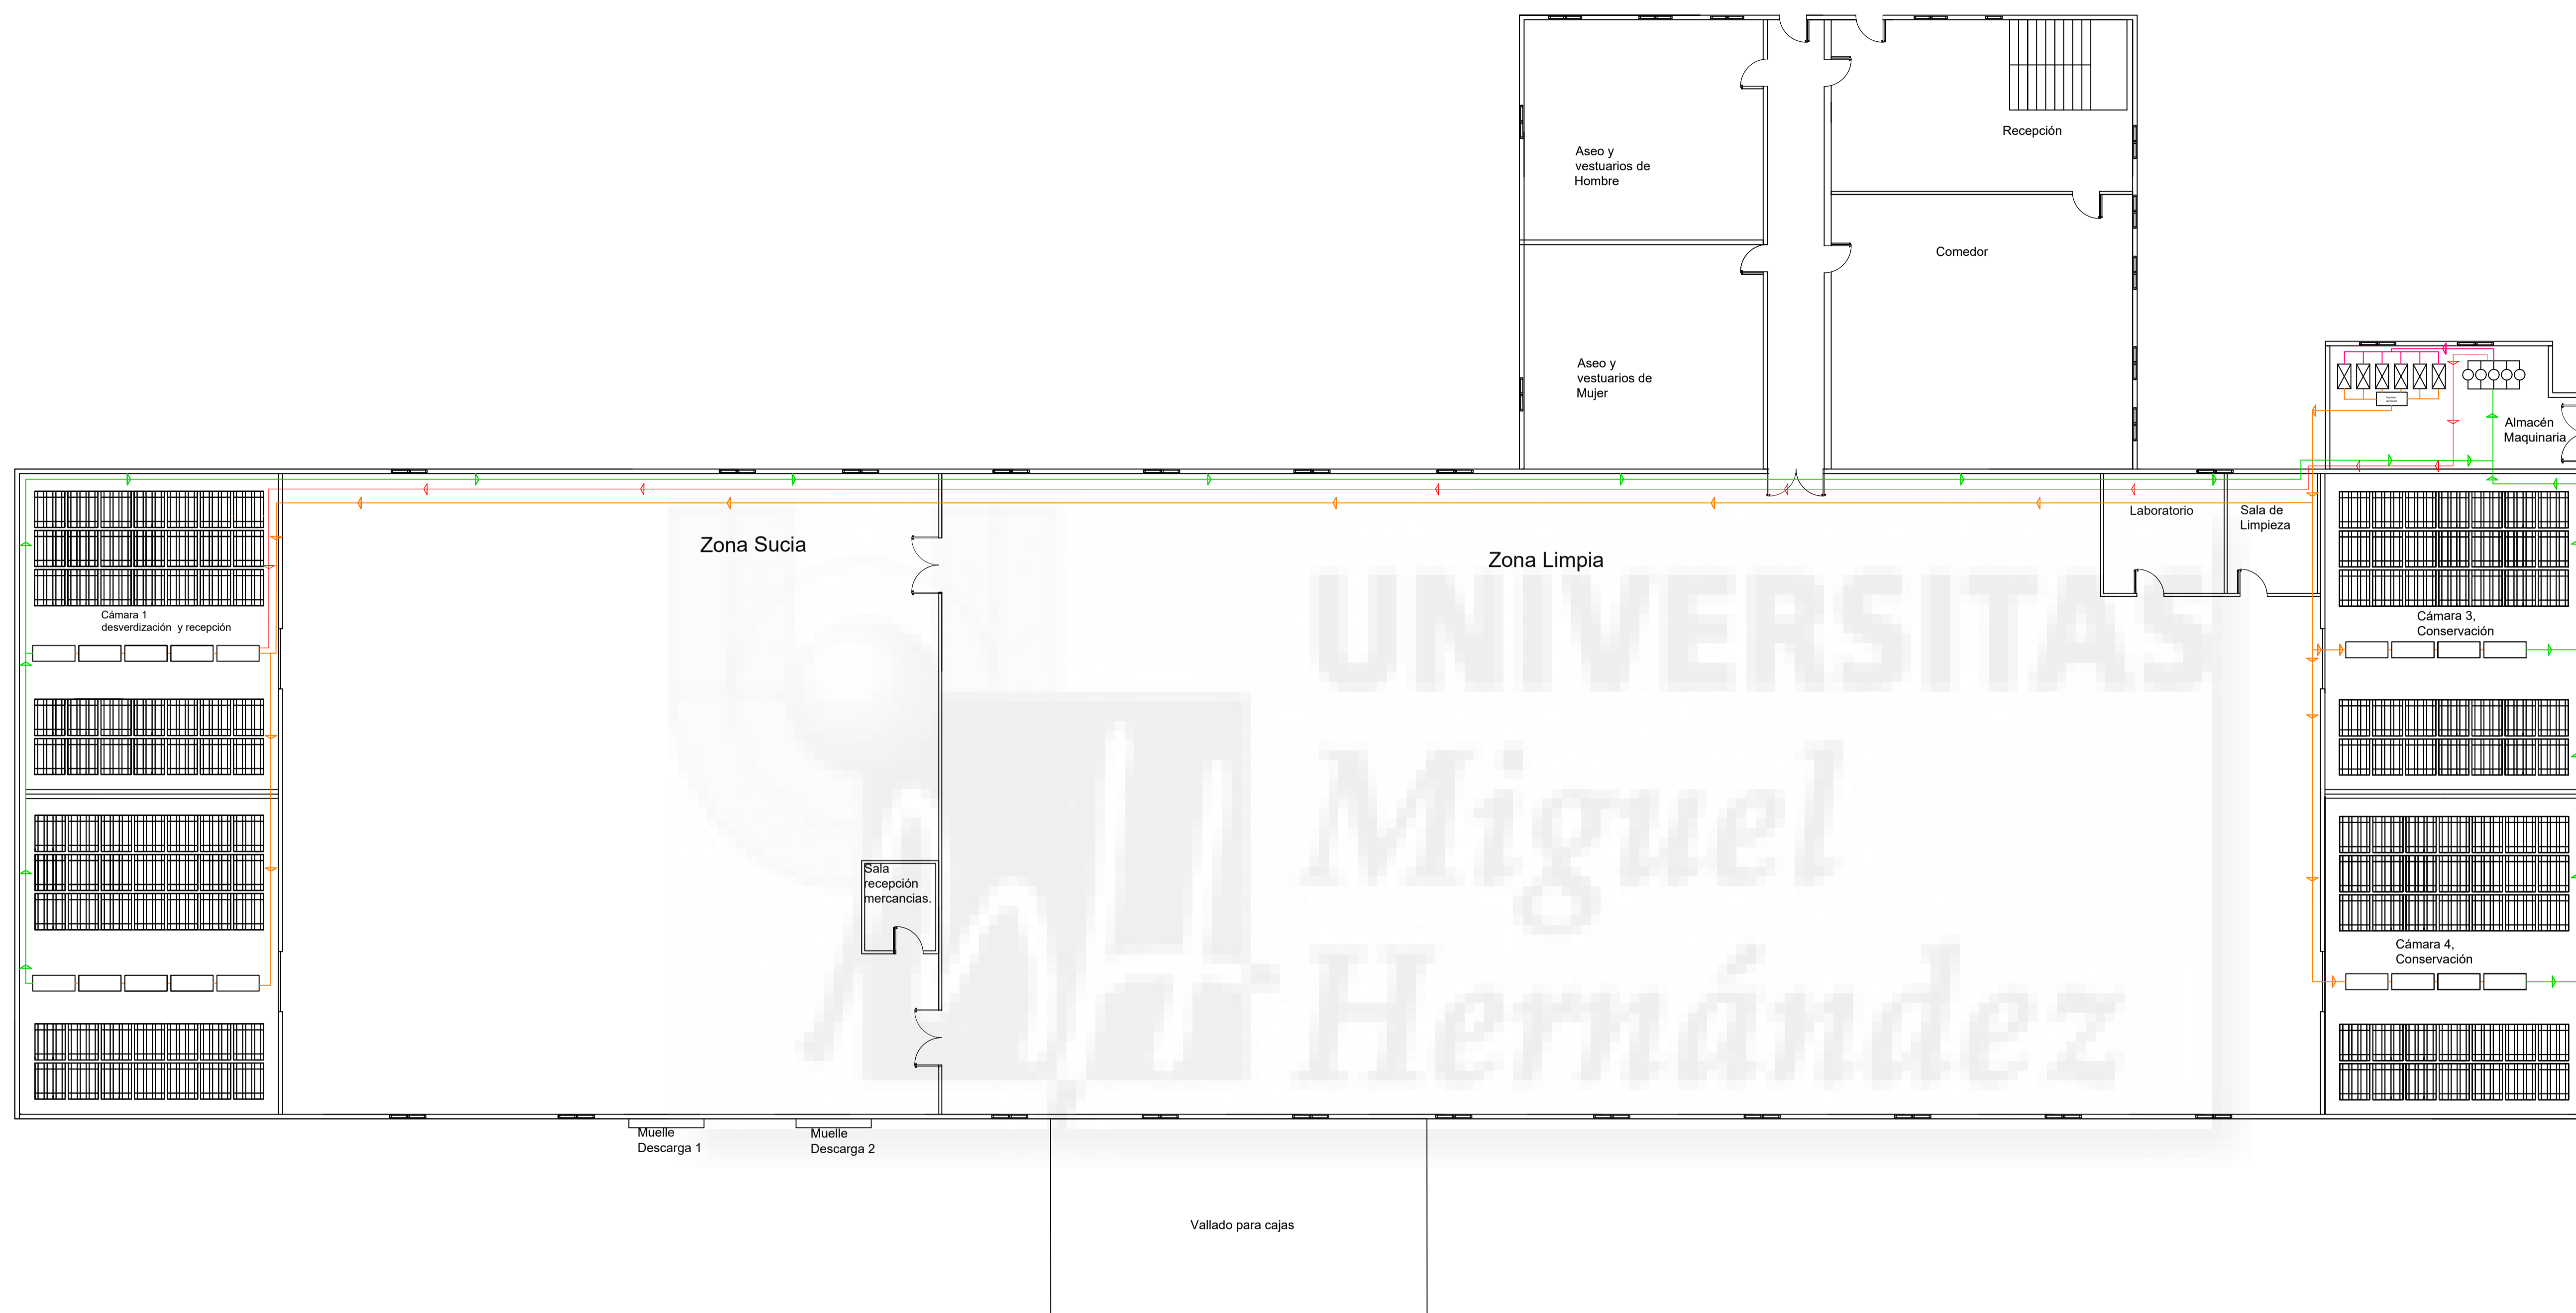 Recepción
Aseo y
vestuarios de
Hombre
Comedor
Aseo y
vestuarios de
Mujer
Almacén
Maquinaria
Laboratorio
Sala de
Limpieza
Zona Sucia
Zona Limpia
UNIVERSITAS
Miguel
Hernández
Cámara 1
desverdización y recepción
Cámara 3,
Conservación
Sala
recepción
mercancias.
Cámara 4,
Conservación
Muelle
Descarga 1
Muelle
Descarga 2
Vallado para cajas